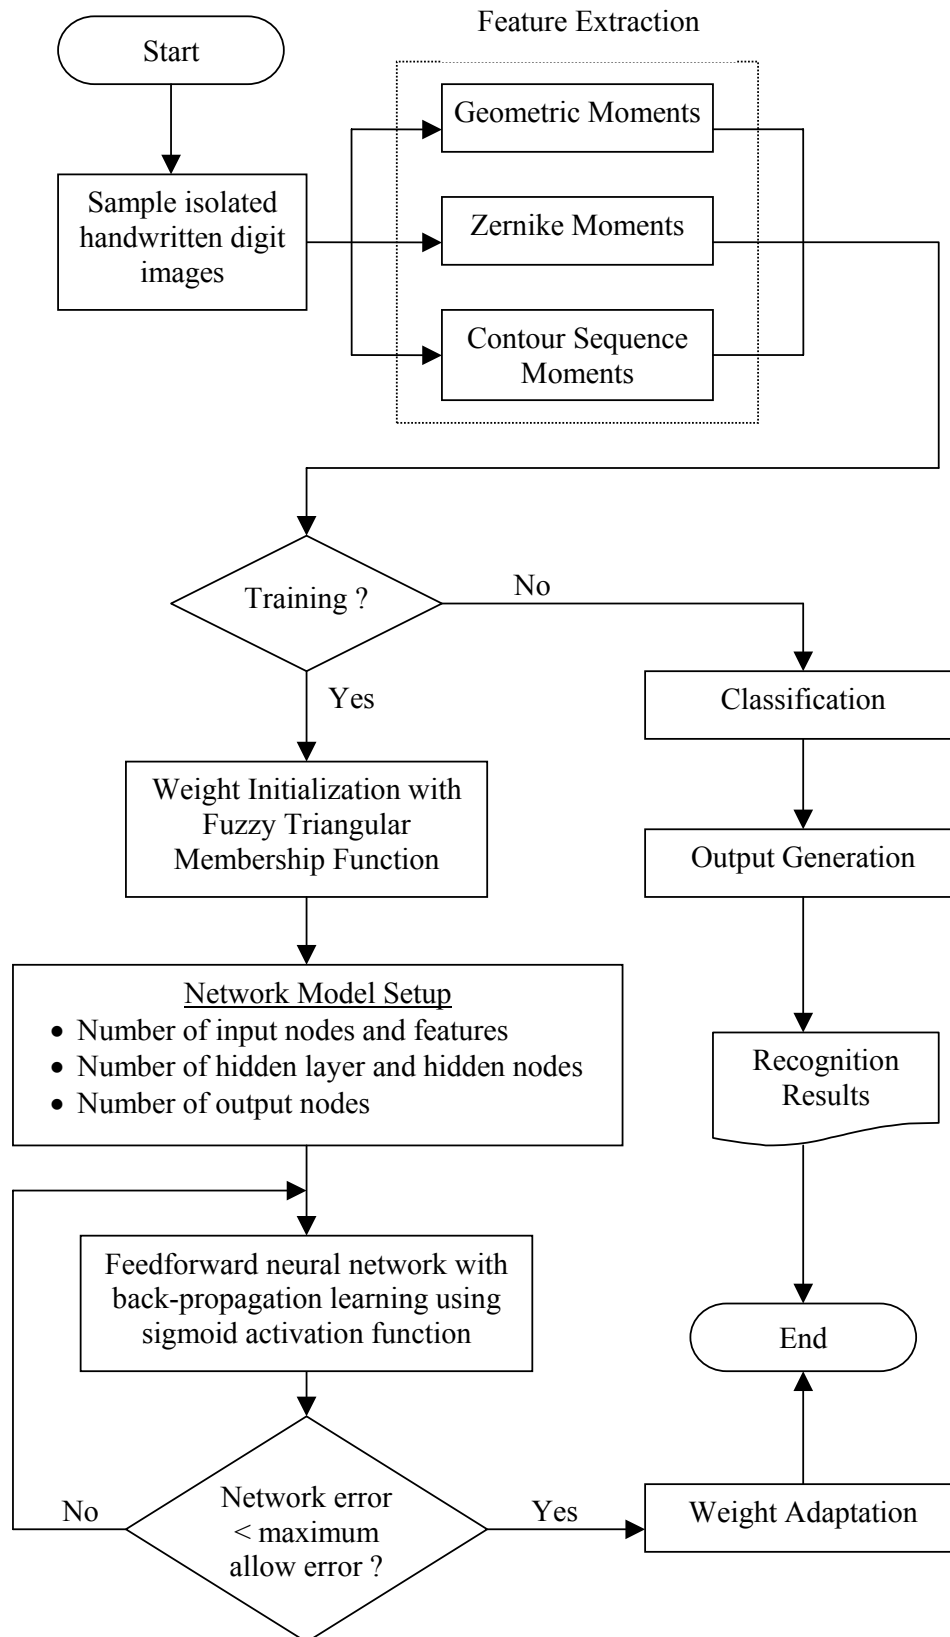 Feature Extraction
Start
Geometric Moments
Sample isolated
handwritten digit
images
Zernike Moments
Contour Sequence
Moments
Training ?
No
Yes
Classification
Weight Initialization with
Fuzzy Triangular
Membership Function
Output Generation
Network Model Setup
• Number of input nodes and features
• Number of hidden layer and hidden nodes
• Number of output nodes
Recognition
Results
Feedforward neural network with
back-propagation learning using
sigmoid activation function
End
No
Network error
< maximum
allow error ?
Yes
Weight Adaptation